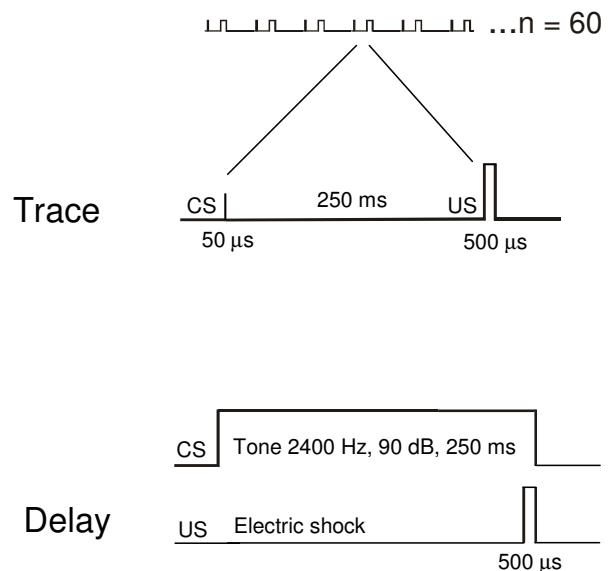 ...n = 60
CS 250 ms US
Trace
50 µs 500 µs
CS Tone 2400 Hz, 90 dB, 250 ms
Delay
US Electric shock
500 µs